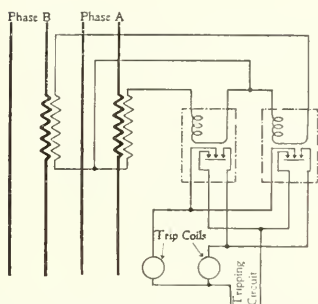 Phase B
Phase A
Trip Coils
Tripping
Circuit